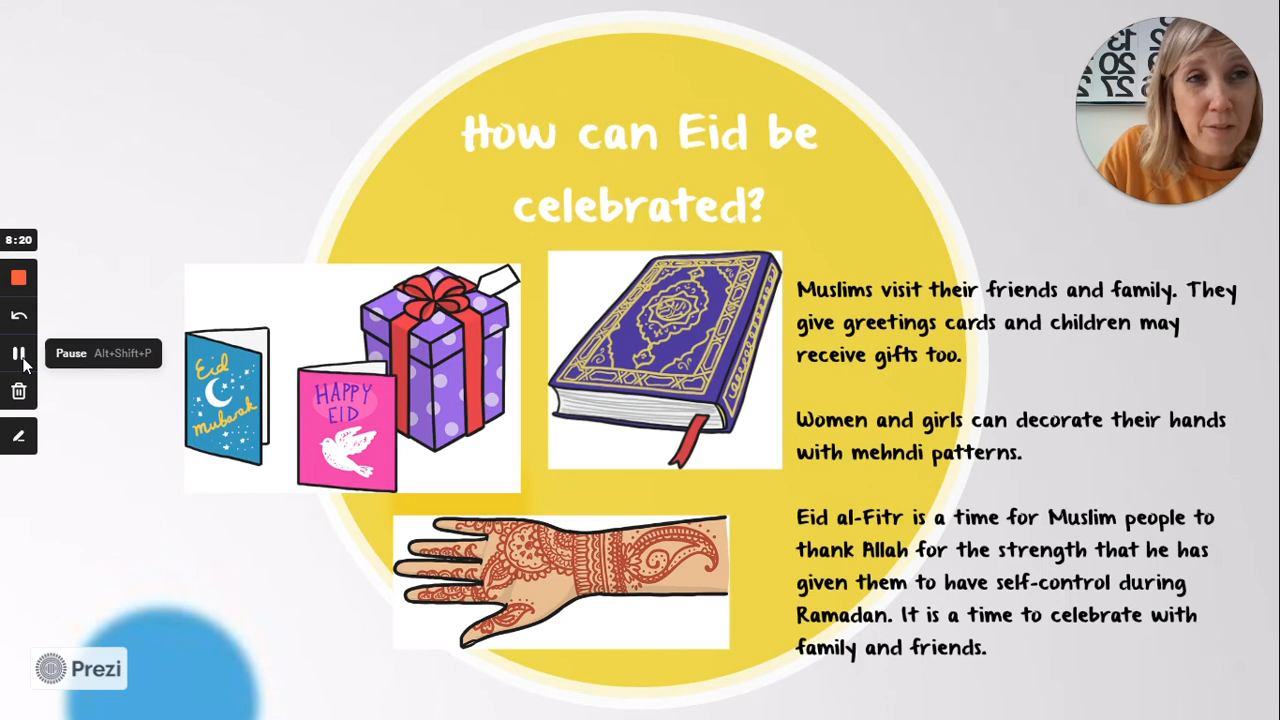 How can Eid be
celebrated?
8:20
Pause Alt+Shift+P
Eid
mubarak
HAPPY
EID
Muslims visit their friends and family. They
give greetings cards and children may
receive gifts too.
Women and girls can decorate their hands
with mehndi patterns.
Eid al-Fitr is a time for Muslim people to
thank Allah for the strength that he has
given them to have self-control during
Ramadan. It is a time to celebrate with
family and friends.
Prezi
13
20
27